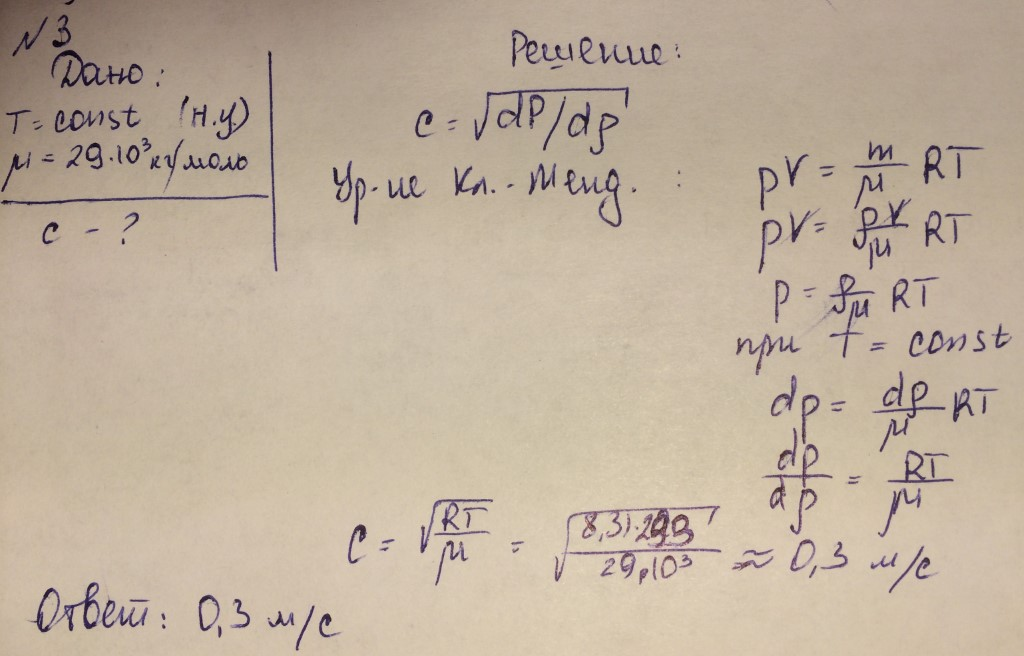 №3
Дано:
T = const (н.у)
μ = 29·10³ кг/моль
c - ?
Решение:
c = √dP/dρ
Ур-ие Кл.-Менд. :
pV = m/μ RT
pV = ρV/μ RT
p = ρ/μ RT
при T = const
dp = dρ/μ RT
dp/dρ = RT/μ
c = √RT/μ = √8,31·293/29·10³ ≈ 0,3 м/с
Ответ: 0,3 м/с